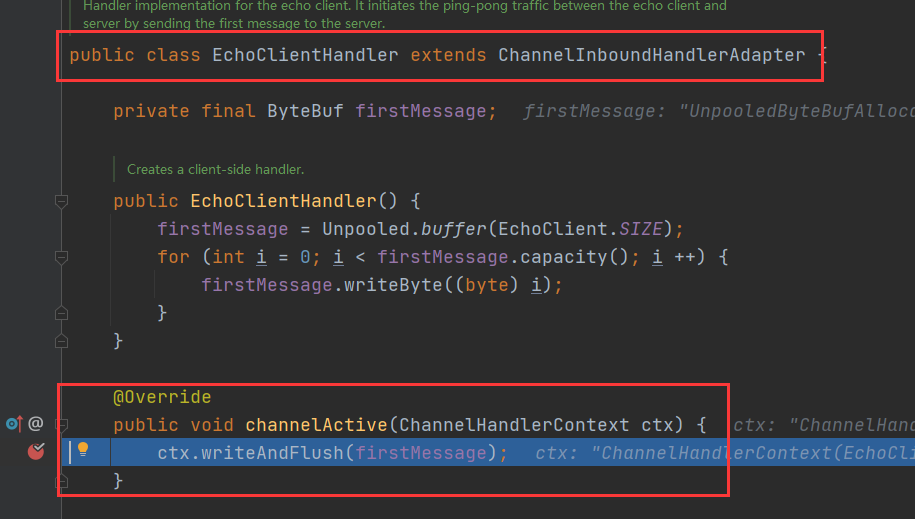 Handler implementation for the echo client. It initiates the ping-pong traffic between the echo client and
server by sending the first message to the server.
public class EchoClientHandler extends ChannelInboundHandlerAdapter {
private final ByteBuf firstMessage; firstMessage: "UnpooledByteBufAlloca
Creates a client-side handler.
public EchoClientHandler() {
firstMessage = Unpooled.buffer(EchoClient.SIZE);
for (int i = 0; i < firstMessage.capacity(); i ++) {
firstMessage.writeByte((byte) i);
}
}
@Override
@ public void channelActive(ChannelHandlerContext ctx) { ctx: "ChannelHand
ctx.writeAndFlush(firstMessage); ctx: "ChannelHandlerContext(EchoCli
}